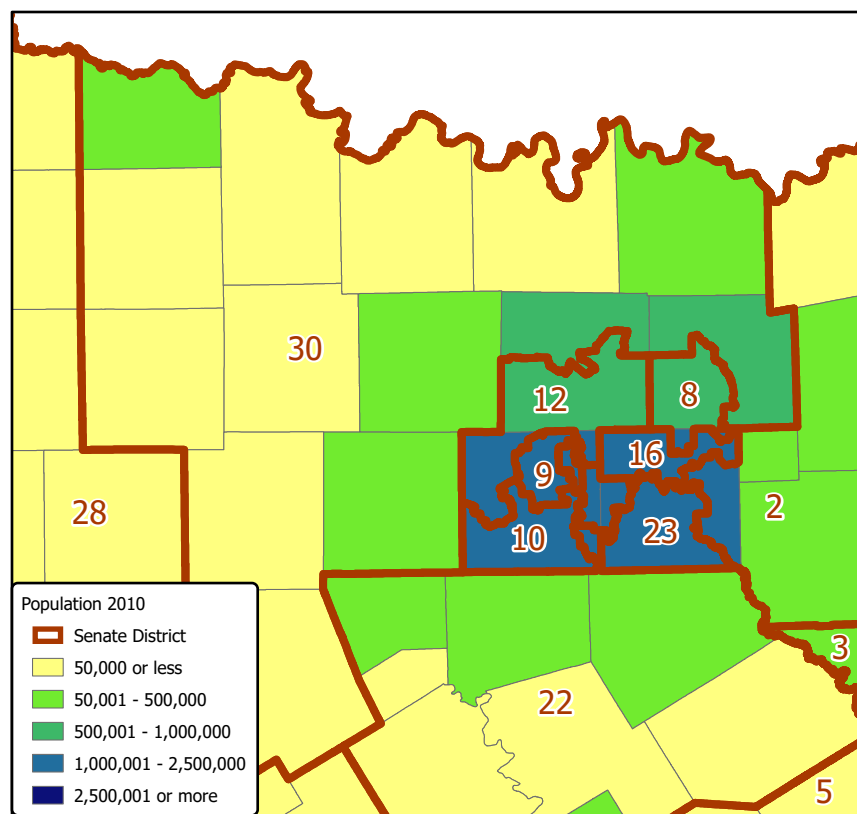 30
12
8
16
9
28
2
10
23
3
22
5
Population 2010
Senate District
50,000 or less
50,001 - 500,000
500,001 - 1,000,000
1,000,001 - 2,500,000
2,500,001 or more